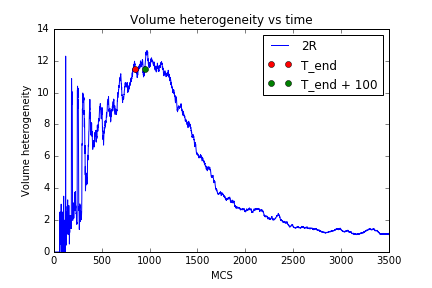 Volume heterogeneity vs time
14
12
10
8
6
4
2
0
Volume heterogeneity
2R
T_end
T_end + 100
0 500 1000 1500 2000 2500 3000 3500
MCS